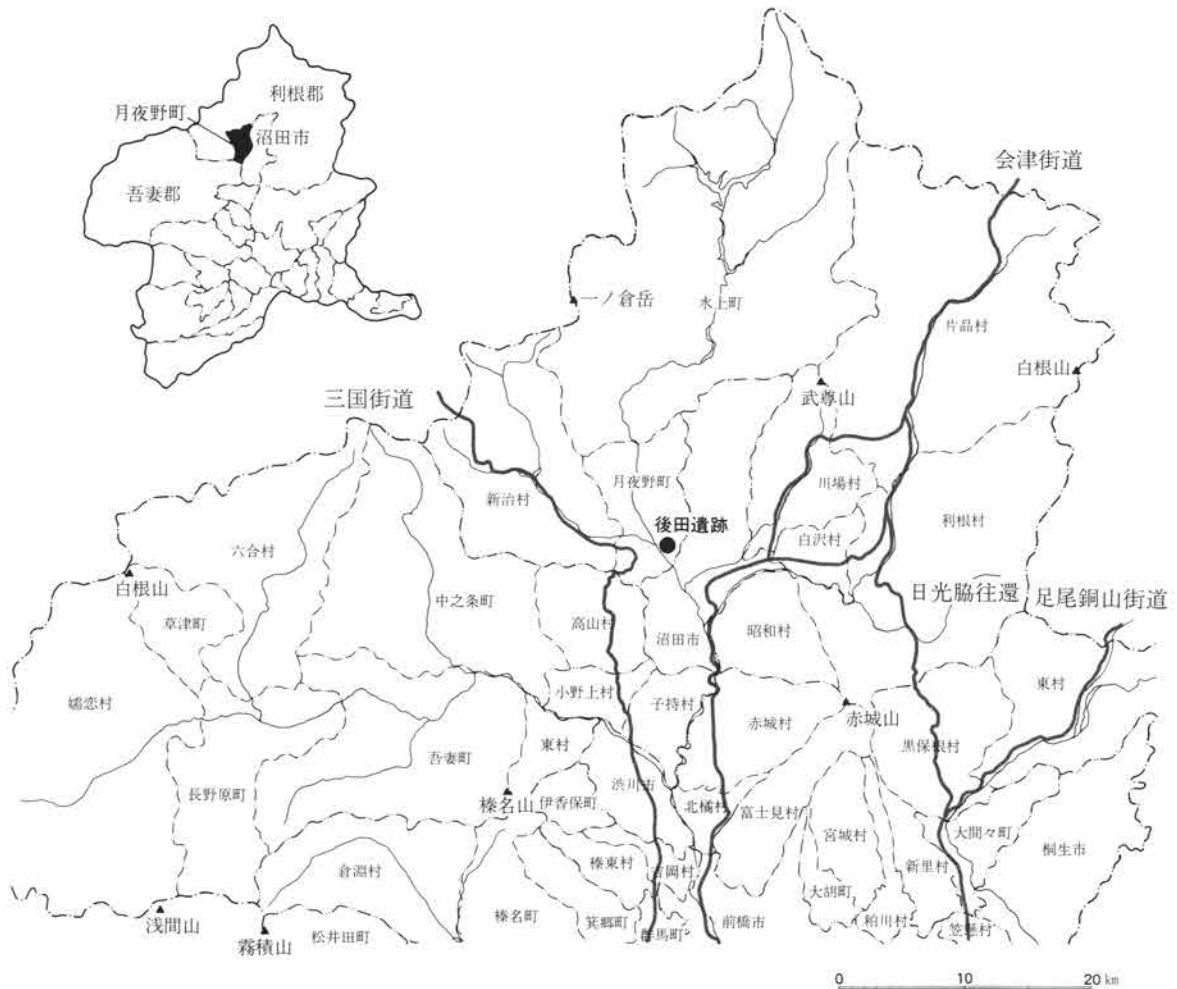 利根郡
月夜野町
沼田市
吾妻郡
会津街道
一ノ倉岳
水上町
片品村
白根山
武尊山
三国街道
月夜野町
川場村
新治村
後田遺跡
利根村
白沢村
六合村
白根山
日光脇往還
足尾銅山街道
中之条町
草津町
高山村
沼田市
昭和村
東村
嬬恋村
小野上村
子持村
赤城村
赤城山
黒保根村
吾妻町
東村
長野原町
渋川市
榛名山
伊香保町
北橘村
富士見村
宮城村
大間々町
桐生市
倉淵村
榛東村
吉岡村
新里村
大胡町
浅間山
霧積山
松井田町
榛名町
箕郷町
群馬町
前橋市
粕川村
笠懸村
0 10 20 km